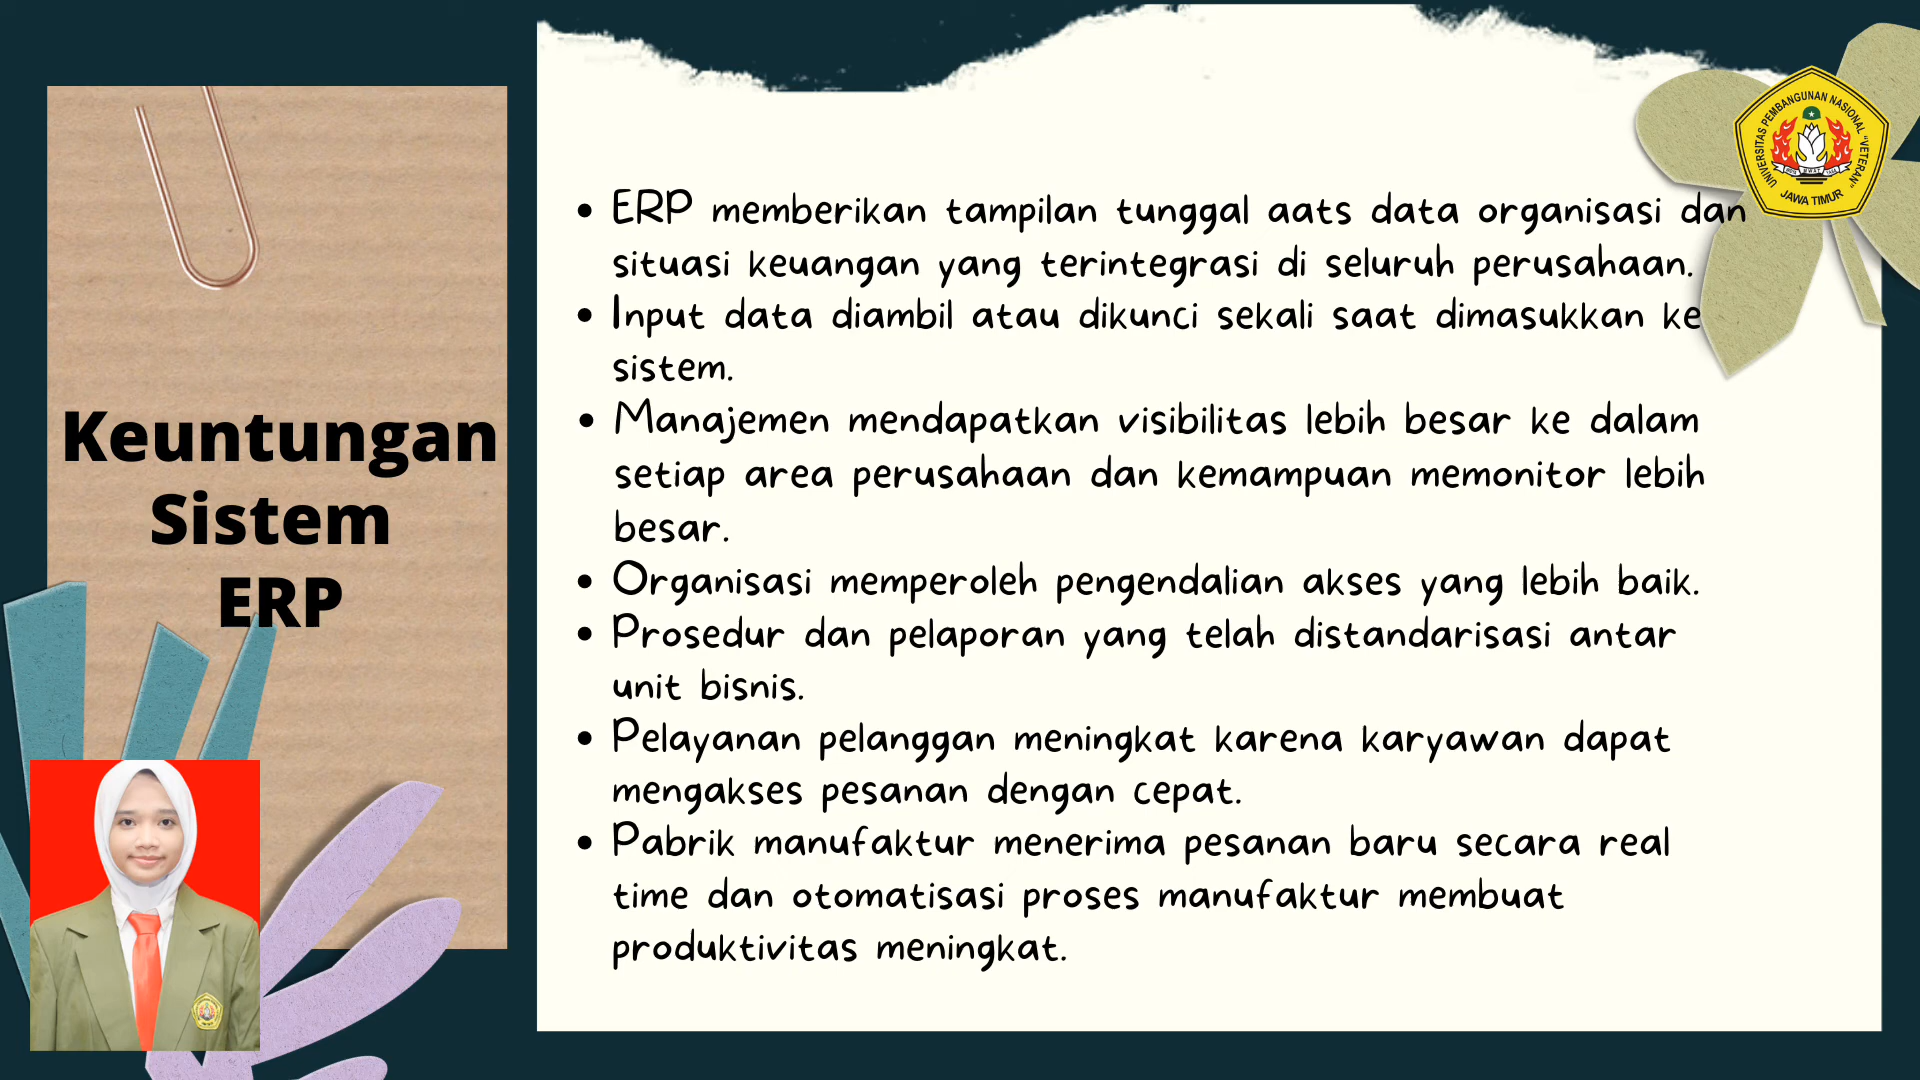 Keuntungan
Sistem
ERP
• ERP memberikan tampilan tunggal aats data organisasi dan
situasi keuangan yang terintegrasi di seluruh perusahaan.
• Input data diambil atau dikunci sekali saat dimasukkan ke
sistem.
• Manajemen mendapatkan visibilitas lebih besar ke dalam
setiap area perusahaan dan kemampuan memonitor lebih
besar.
• Organisasi memperoleh pengendalian akses yang lebih baik.
• Prosedur dan pelaporan yang telah distandarisasi antar
unit bisnis.
• Pelayanan pelanggan meningkat karena karyawan dapat
mengakses pesanan dengan cepat.
• Pabrik manufaktur menerima pesanan baru secara real
time dan otomatisasi proses manufaktur membuat
produktivitas meningkat.
UNIVERSITAS PEMBANGUNAN NASIONAL "VETERAN"
JAWA TIMUR